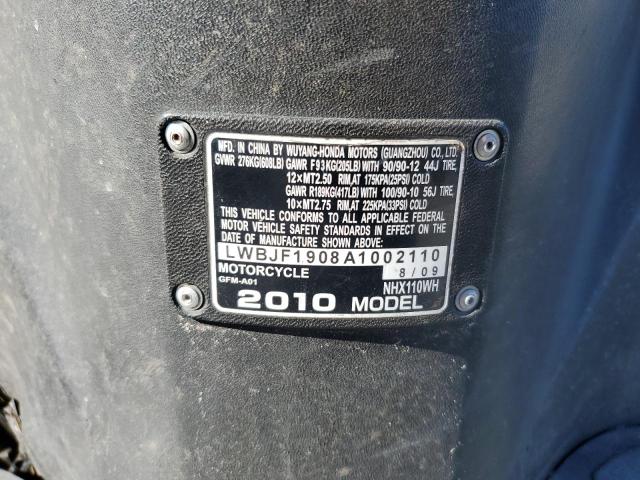 MFD. IN CHINA BY WUYANG-HONDA MOTORS (GUANGZHOU) CO., LTD.
GVWR 276KG(608LB) GAWR F93KG(205LB) WITH 90/90-12 44J TIRE,
12×MT2.50 RIM, AT 175KPA(25PSI) COLD
GAWR R189KG(417LB) WITH 100/90-10 56J TIRE,
10×MT2.75 RIM, AT 225KPA(33PSI) COLD
THIS VEHICLE CONFORMS TO ALL APPLICABLE FEDERAL
MOTOR VEHICLE SAFETY STANDARDS IN EFFECT ON THE
DATE OF MANUFACTURE SHOWN ABOVE:
LWBJF1908A1002110
MOTORCYCLE 8/09
GFM-A01 NHX110WH
2010 MODEL